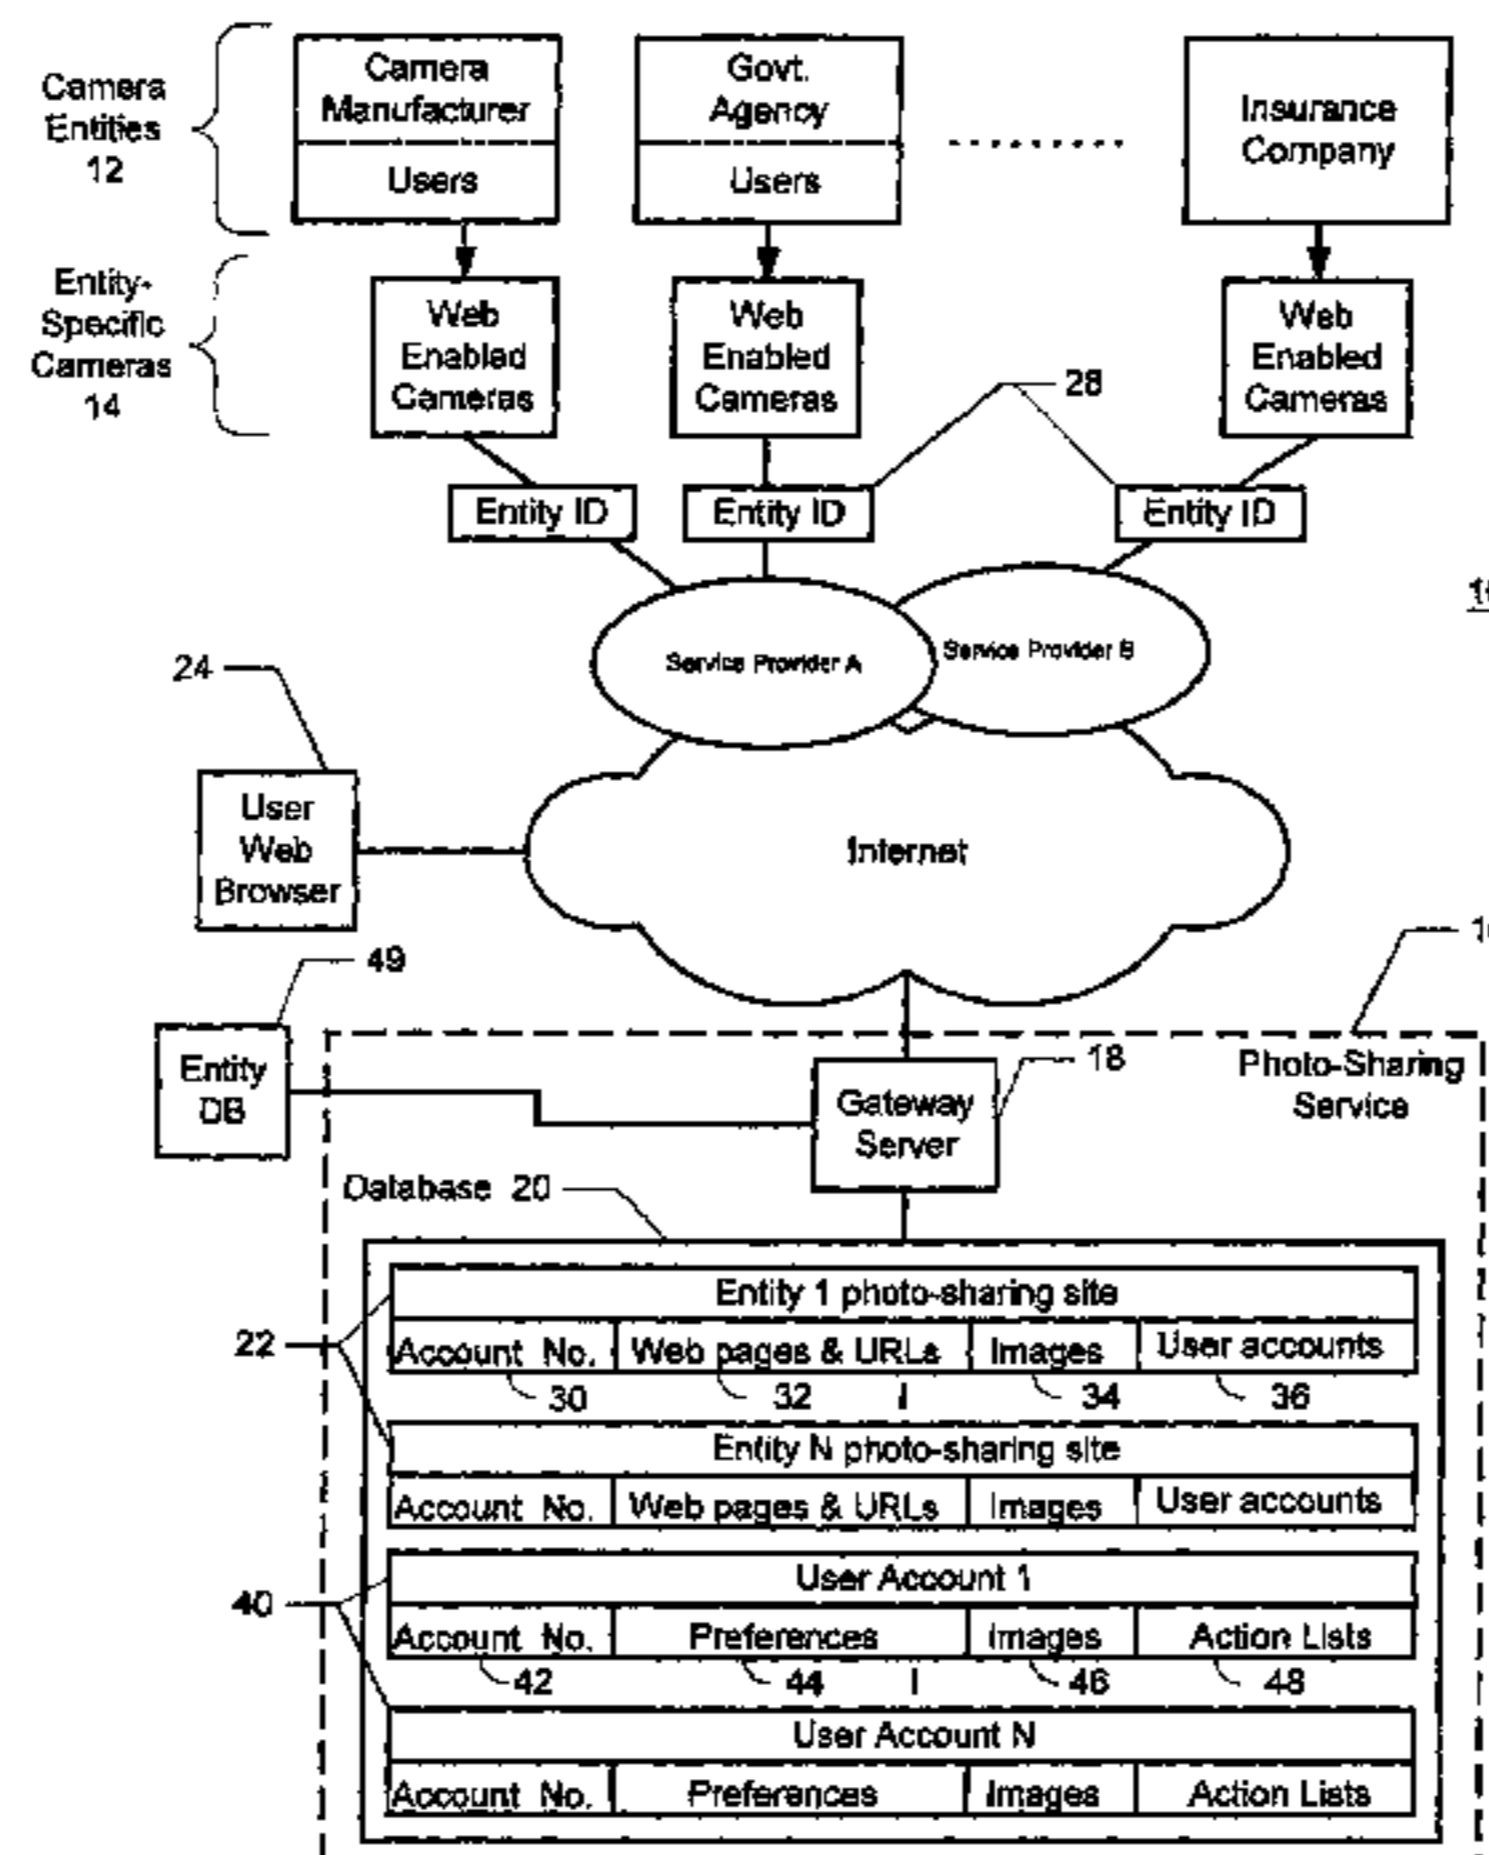 Camera
Entities
12
Camera
Manufacturer
Users
Govt.
Agency
Users
Insurance
Company
Entity-
Specific
Cameras
14
Web
Enabled
Cameras
Web
Enabled
Cameras
Web
Enabled
Cameras
28
Entity ID
Entity ID
Entity ID
Service Provider A
Service Provider B
24
User
Web
Browser
Internet
49
Entity
DB
18
Gateway
Server
Photo-Sharing
Service
Database 20
Entity 1 photo-sharing site
22
Account No. Web pages & URLs Images User accounts
30 32 34 36
Entity N photo-sharing site
Account No. Web pages & URLs Images User accounts
User Account 1
40
Account No. Preferences Images Action Lists
42 44 46 48
User Account N
Account No. Preferences Images Action Lists